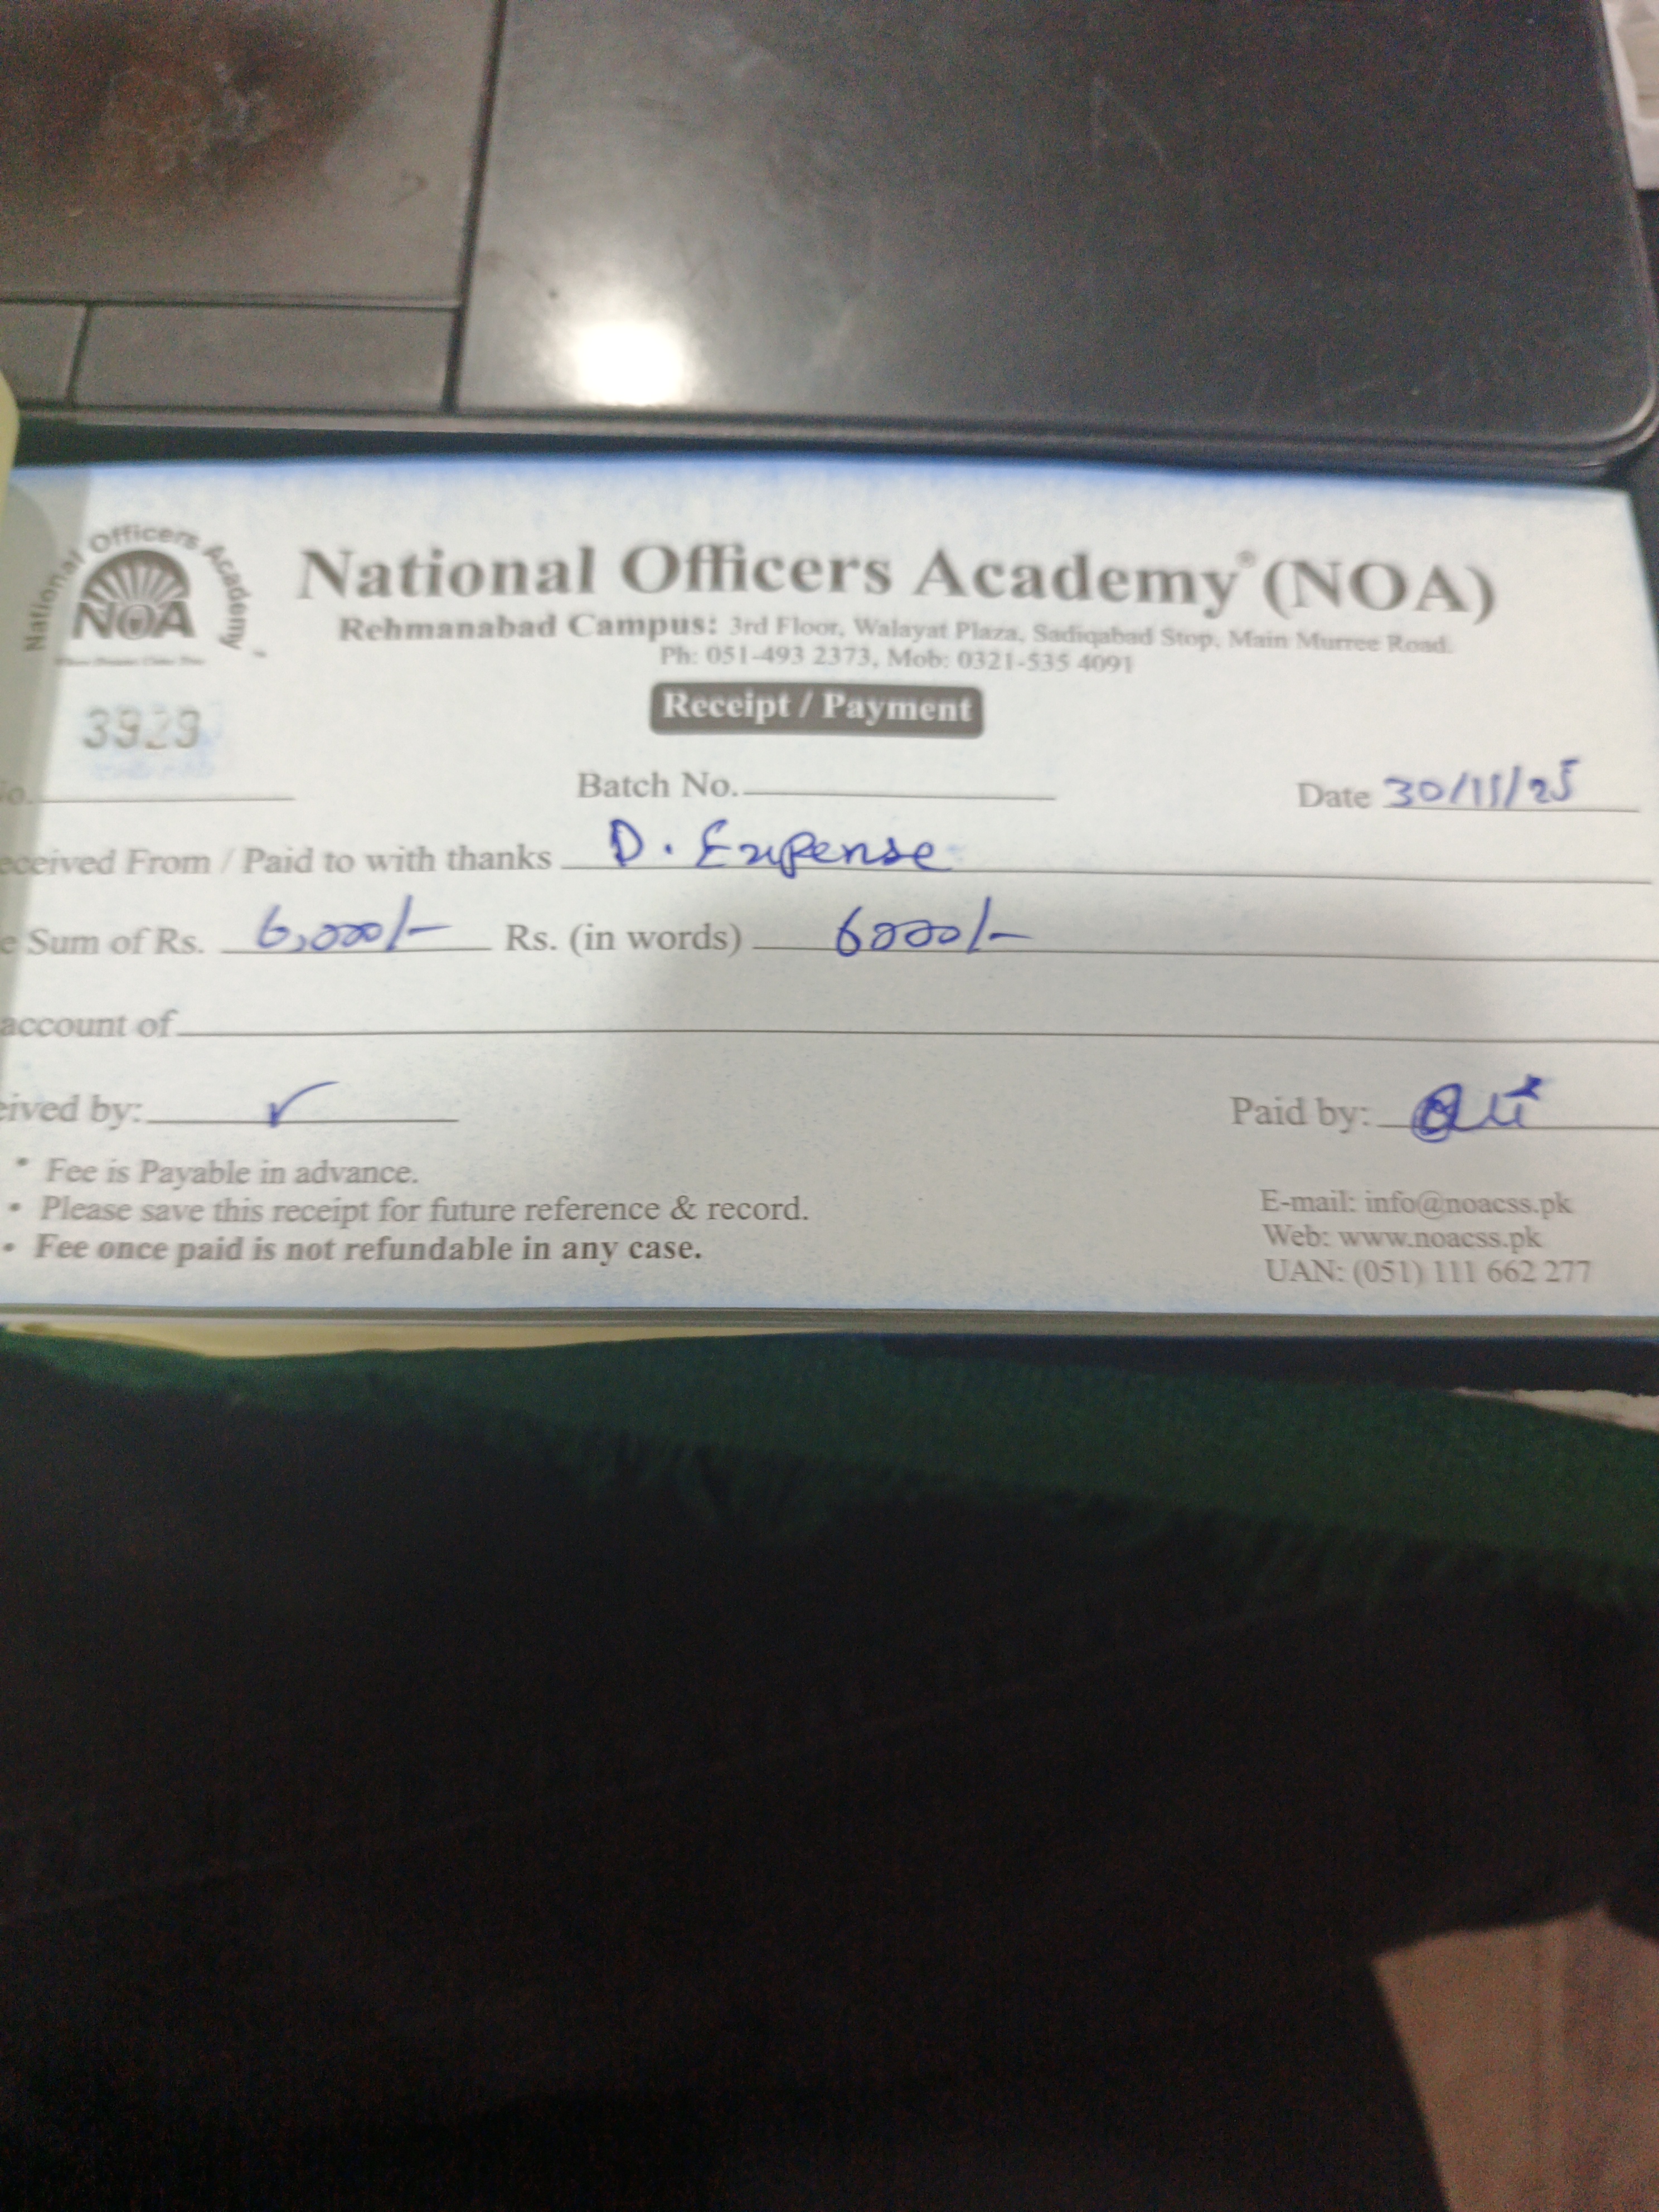 National Officers Academy
NOA
National Officers Academy® (NOA)
Rehmanabad Campus: 3rd Floor, Walayat Plaza, Sadiqabad Stop, Main Murree Road.
Ph: 051-493 2373, Mob: 0321-535 4091
Receipt / Payment
3929
o. Batch No. Date 30/11/25
eceived From / Paid to with thanks D. Expense
e Sum of Rs. 6,000/- Rs. (in words) 6000/-
account of
eived by: Paid by: Ali
* Fee is Payable in advance.
• Please save this receipt for future reference & record.
• Fee once paid is not refundable in any case.
E-mail: info@noacss.pk
Web: www.noacss.pk
UAN: (051) 111 662 277